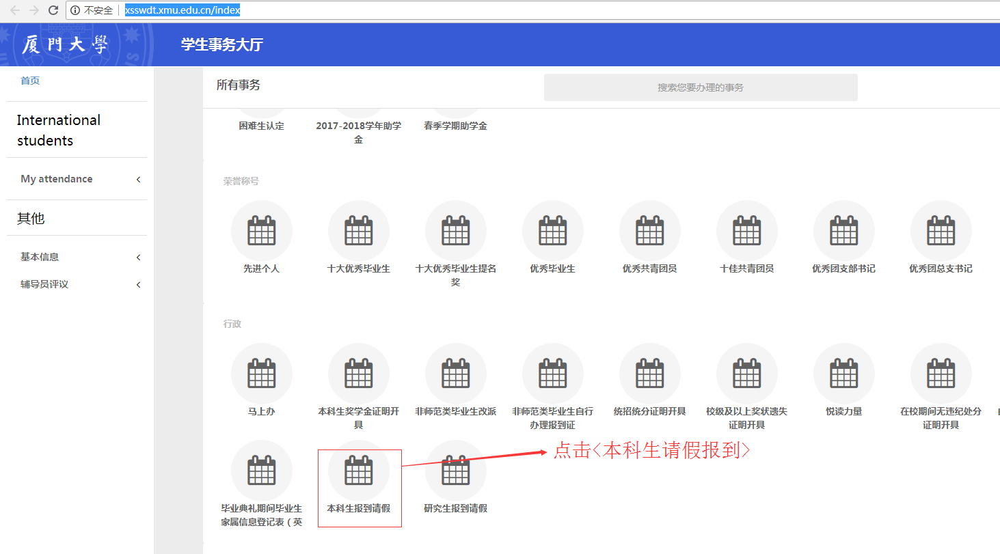 不安全 xsswdt.xmu.edu.cn/index
厦門大學
学生事务大厅
首页
International
students
My attendance
其他
基本信息
辅导员评议
所有事务
搜索您要办理的事务
困难生认定
2017-2018学年助学
金
春季学期助学金
荣誉称号
先进个人
十大优秀毕业生
十大优秀毕业生提名
奖
优秀毕业生
优秀共青团员
十佳共青团员
优秀团支部书记
优秀团总支书记
行政
马上办
本科生奖学金证明开
具
非师范类毕业生改派
非师范类毕业生自行
办理报到证
统招统分证明开具
校级及以上奖状遗失
证明开具
悦读力量
在校期间无违纪处分
证明开具
毕业典礼期间毕业生
家属信息登记表（英
本科生报到请假
研究生报到请假
点击<本科生请假报到>